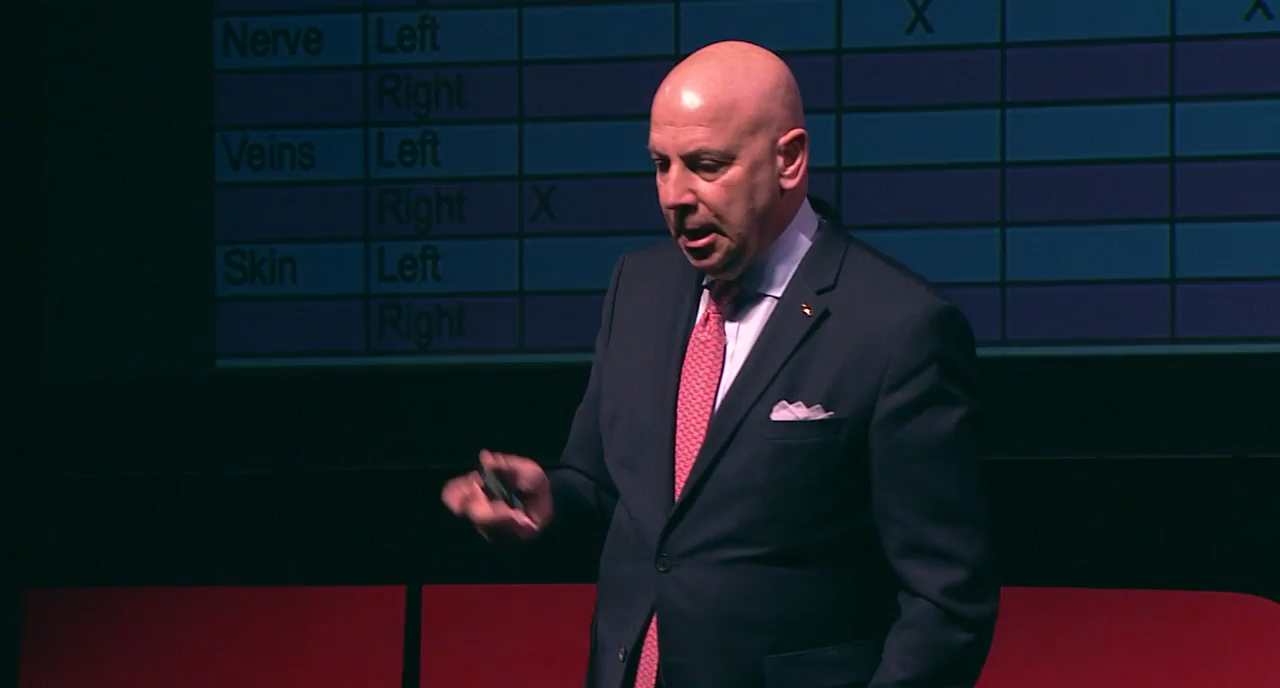 Nerve Left X X
Right
Veins Left
Right X
Skin Left
Right